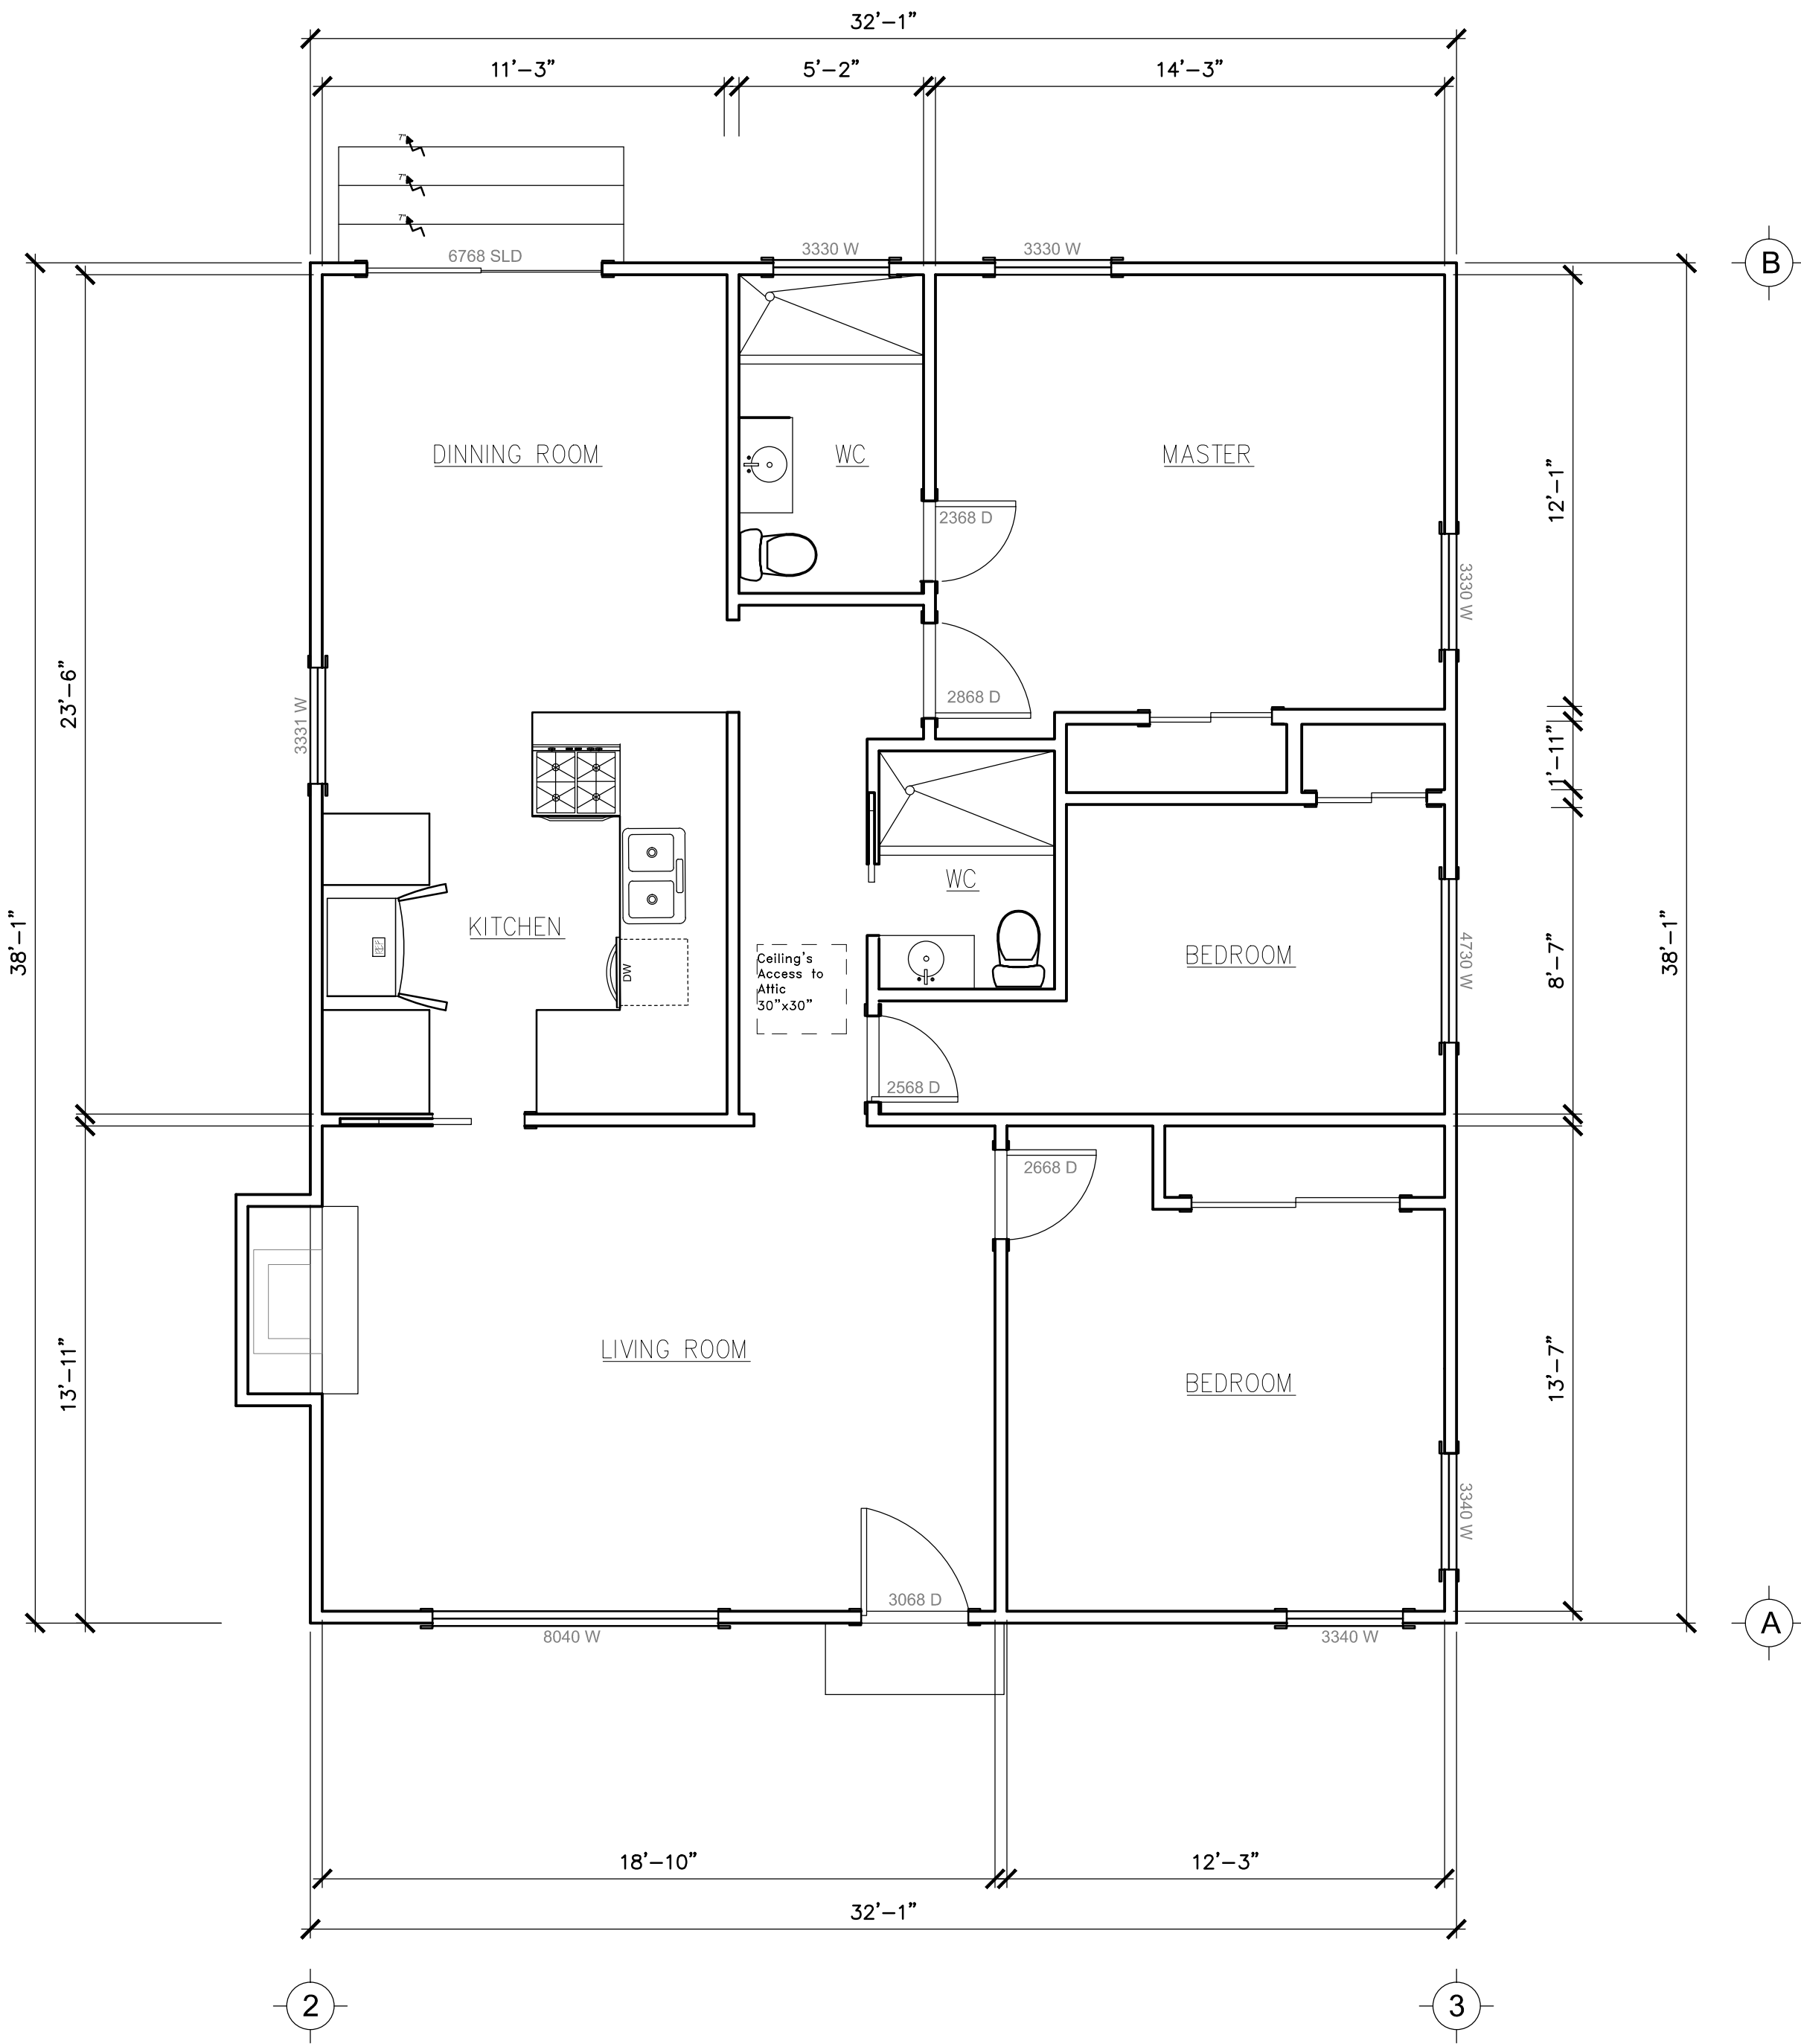 32'-1"
11'-3"
5'-2"
14'-3"
7"
7"
7"
6768 SLD
3330 W
3330 W
B
DINNING ROOM
WC
MASTER
12'-1"
2368 D
3330 W
23'-6"
3331 W
2868 D
1'-11"
38'-1"
KITCHEN
WC
DW
Ceiling's
Access to
Attic
30"x30"
BEDROOM
4730 W
8'-7"
38'-1"
2568 D
2668 D
13'-11"
LIVING ROOM
BEDROOM
13'-7"
3340 W
3068 D
8040 W
3340 W
A
18'-10"
12'-3"
32'-1"
2
3